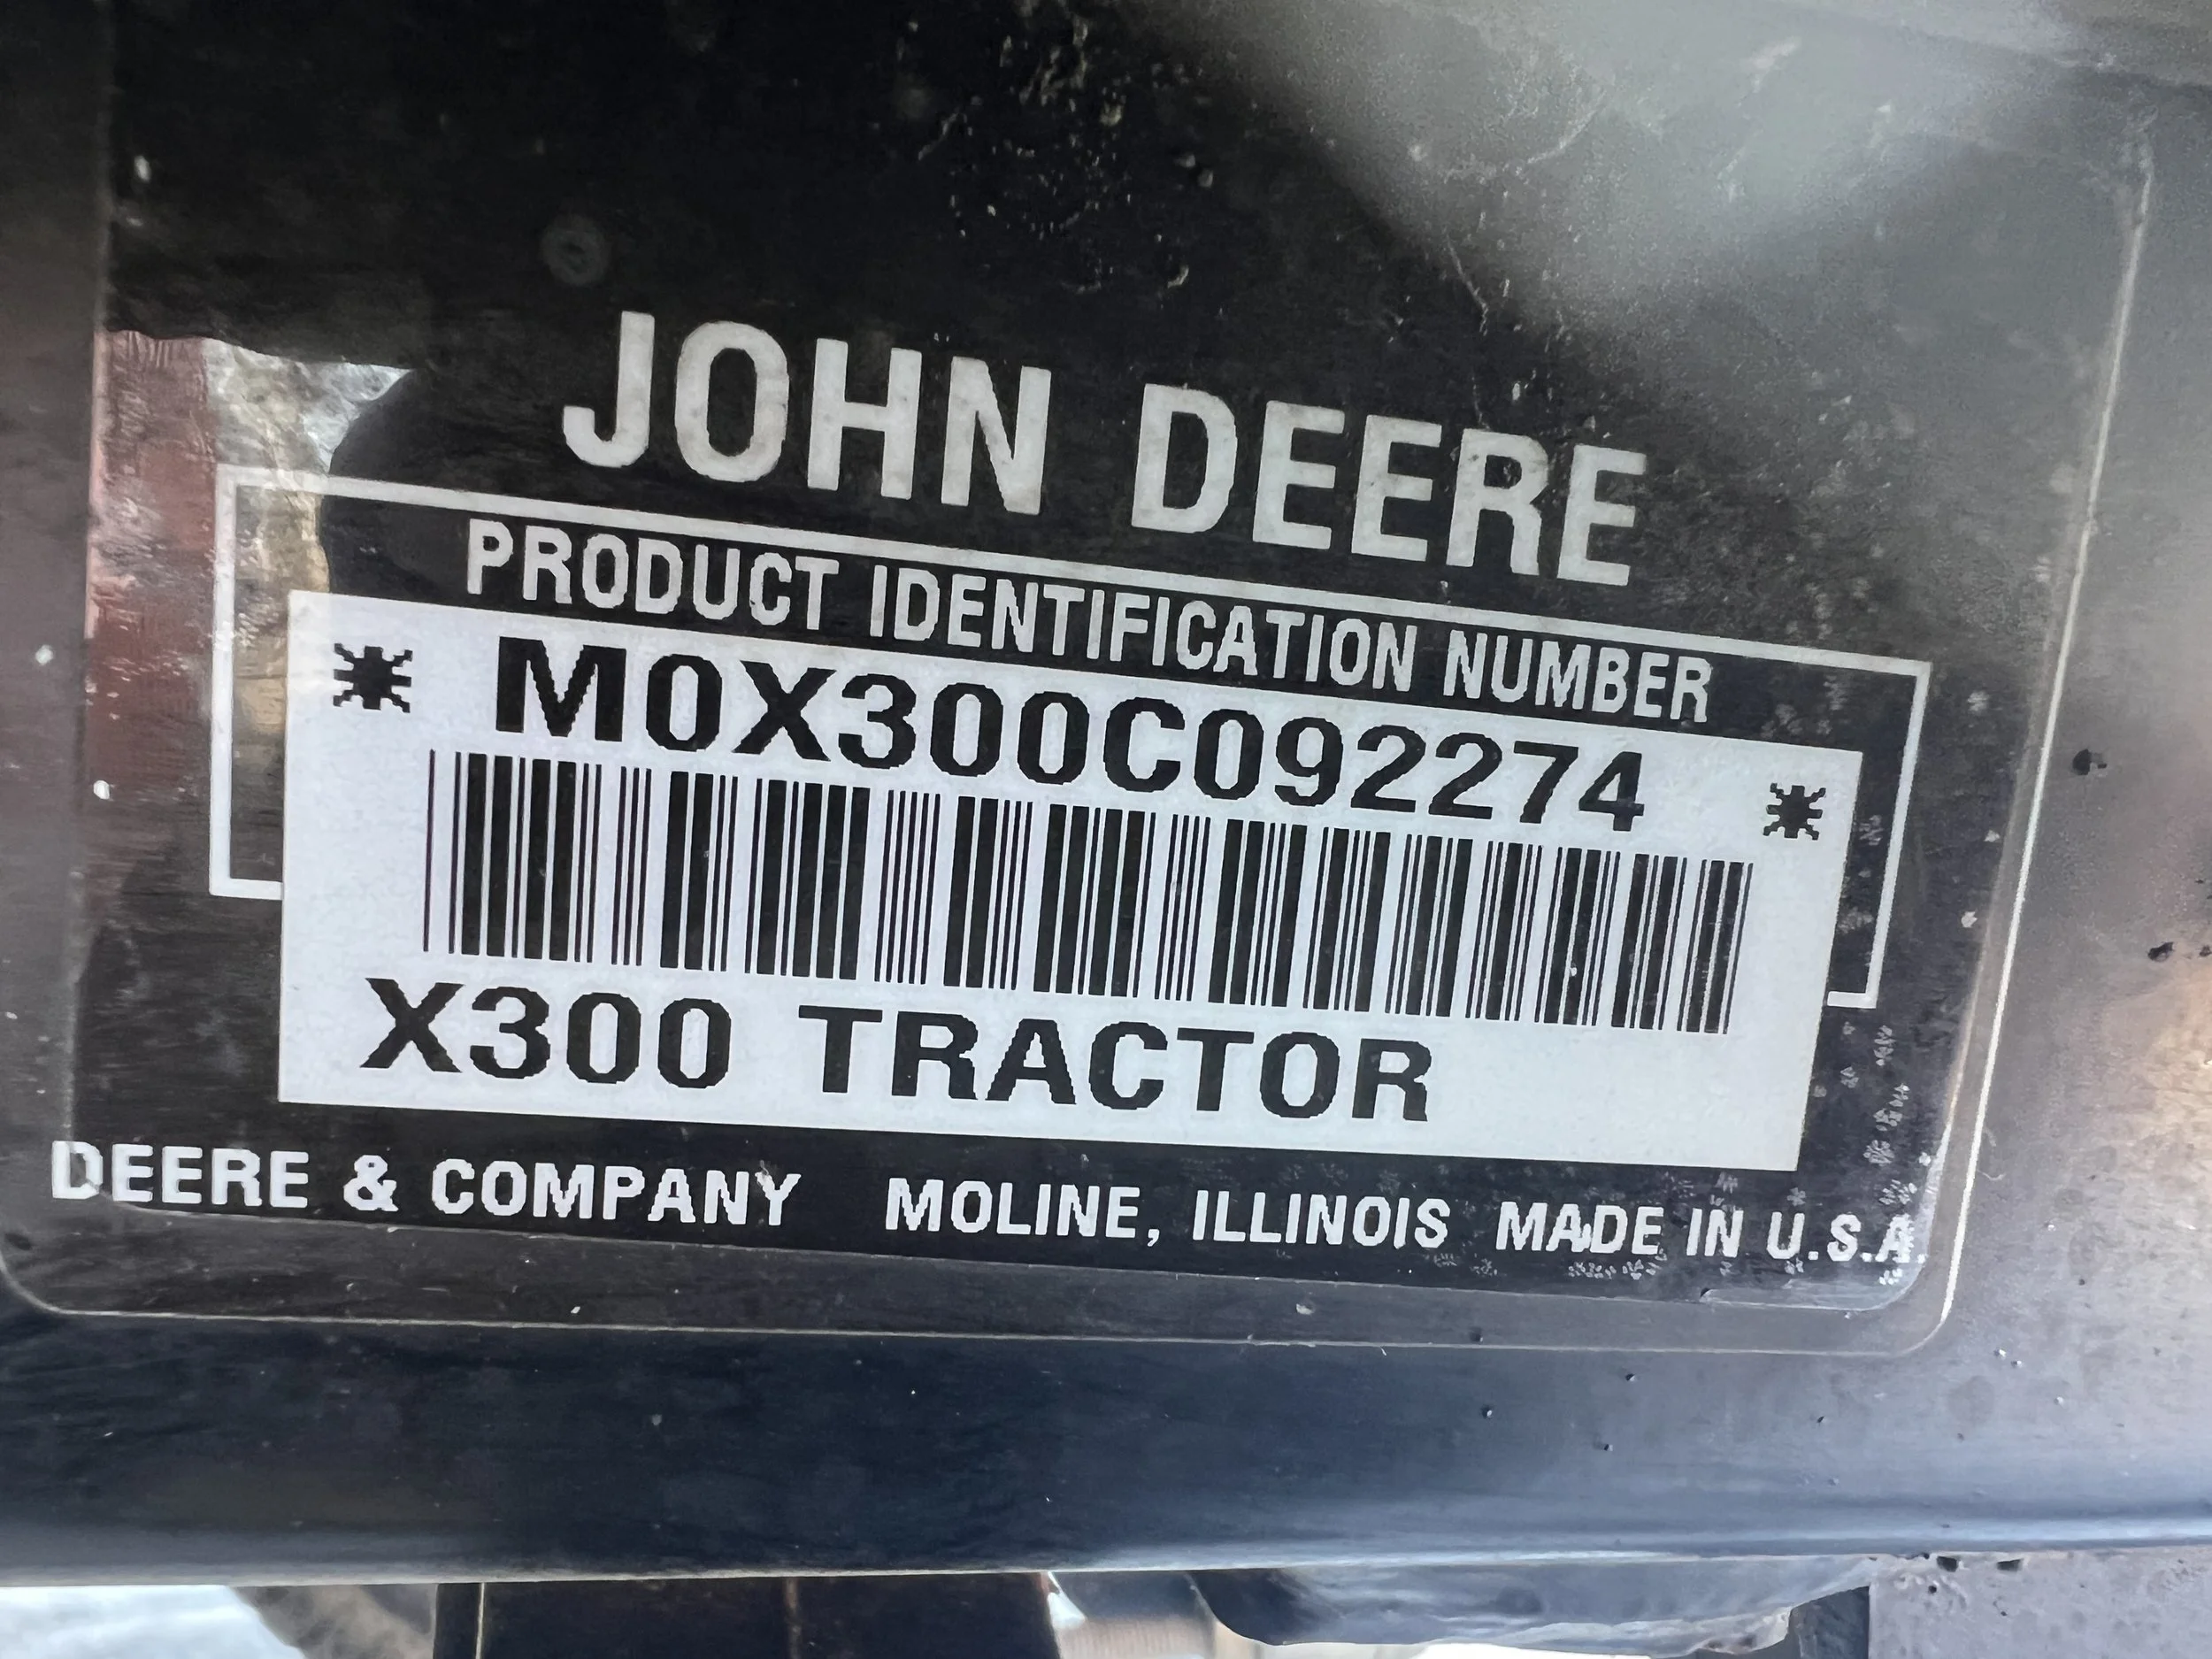 JOHN DEERE
PRODUCT IDENTIFICATION NUMBER
* M0X300C092274 *
X300 TRACTOR
DEERE & COMPANY MOLINE, ILLINOIS MADE IN U.S.A.